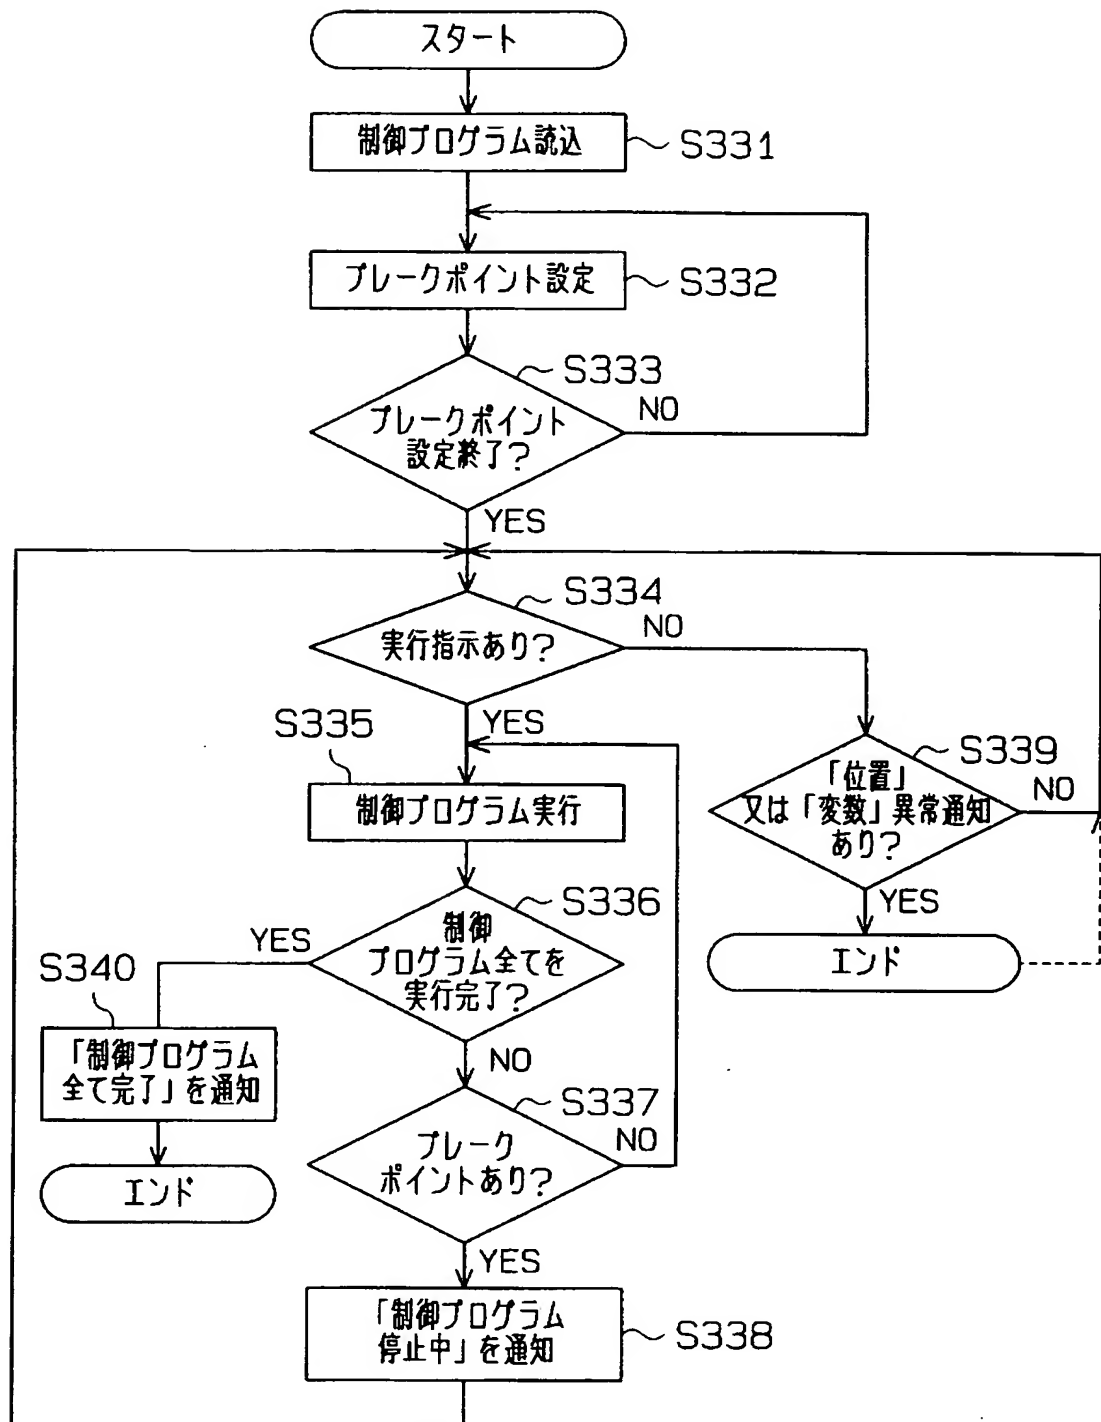 スタート
制御プログラム読込
S331
ブレークポイント設定
S332
S333
ブレークポイント
設定終了?
NO
YES
S334
実行指示あり?
NO
YES
S335
制御プログラム実行
S339
「位置」
又は「変数」異常通知
あり?
NO
YES
エンド
S336
制御
プログラム全てを
実行完了?
YES
NO
S340
「制御プログラム
全て完了」を通知
エンド
S337
ブレーク
ポイントあり?
NO
YES
「制御プログラム
停止中」を通知
S338